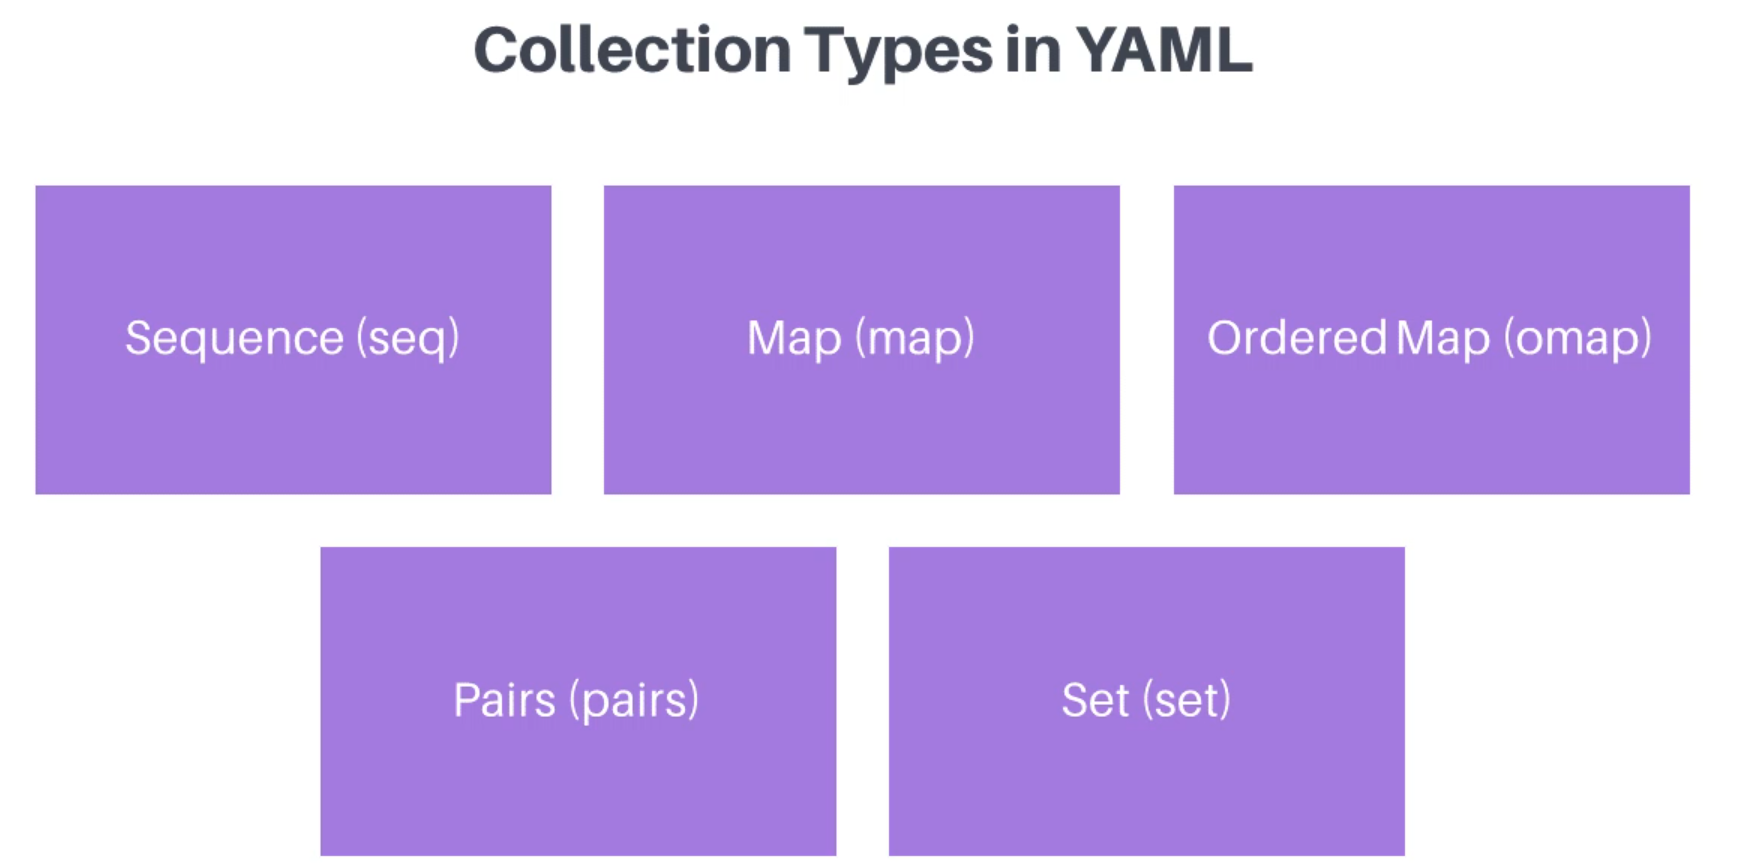 Collection Types in YAML
Sequence (seq)
Map (map)
Ordered Map (omap)
Pairs (pairs)
Set (set)